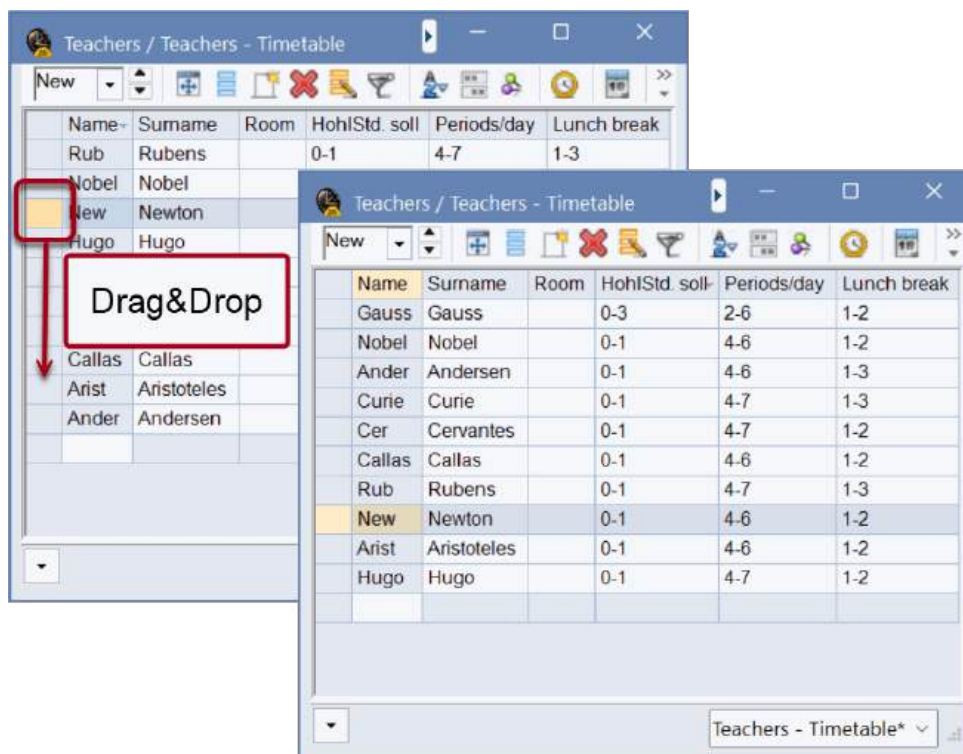 Teachers / Teachers - Timetable
New
Name Surname Room HohlStd. soll Periods/day Lunch break
Rub Rubens 0-1 4-7 1-3
Nobel Nobel
New Newton
Hugo Hugo
Drag&Drop
Callas Callas
Arist Aristoteles
Ander Andersen
Teachers / Teachers - Timetable
New
Name Surname Room HohlStd. soll Periods/day Lunch break
Gauss Gauss 0-3 2-6 1-2
Nobel Nobel 0-1 4-6 1-2
Ander Andersen 0-1 4-6 1-3
Curie Curie 0-1 4-7 1-3
Cer Cervantes 0-1 4-7 1-2
Callas Callas 0-1 4-6 1-2
Rub Rubens 0-1 4-7 1-3
New Newton 0-1 4-6 1-2
Arist Aristoteles 0-1 4-6 1-2
Hugo Hugo 0-1 4-7 1-2
Teachers - Timetable*